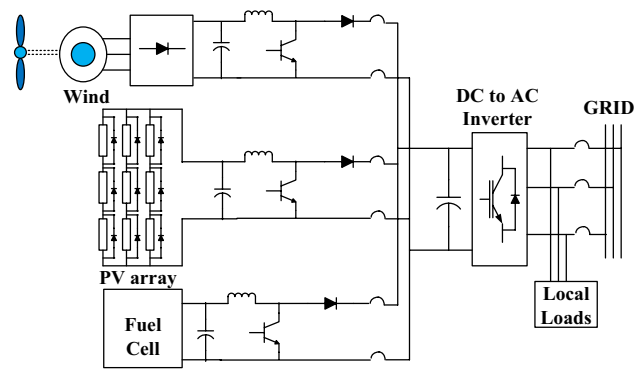 Wind
DC to AC
Inverter
GRID
PV array
Fuel
Cell
Local
Loads